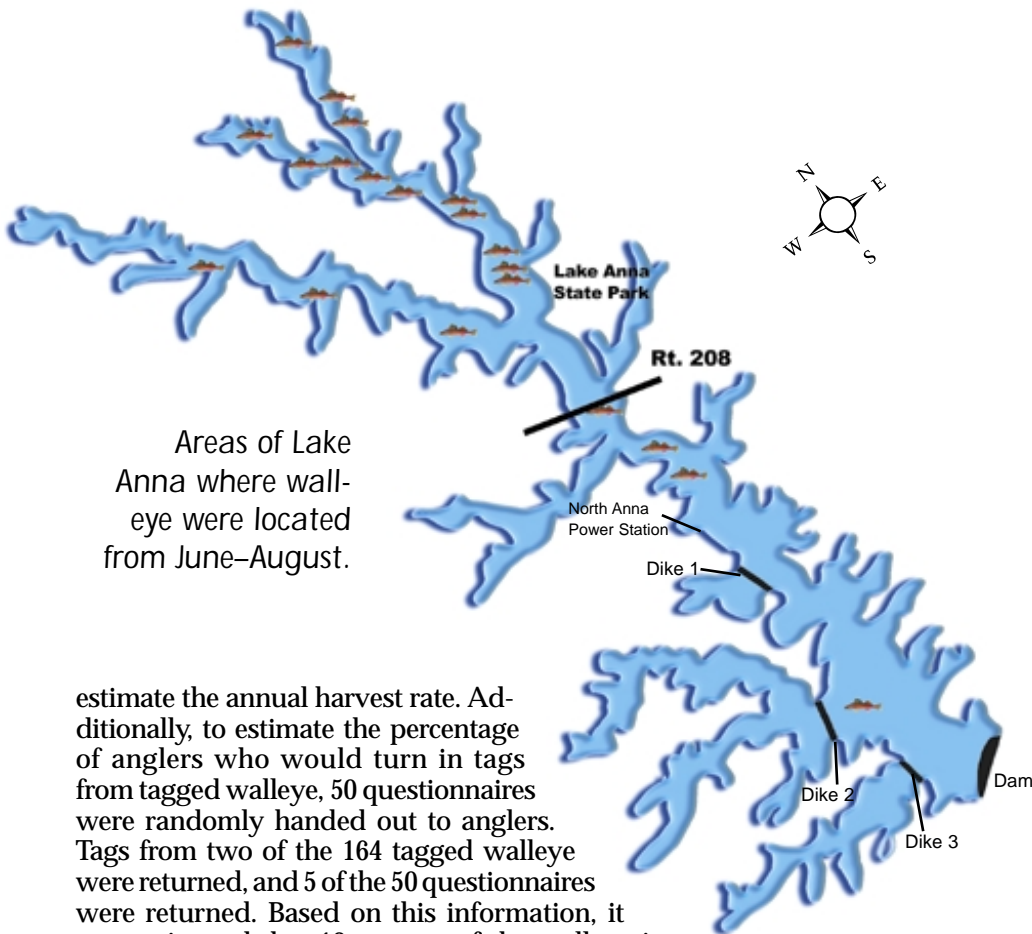 N
E
W
S
Lake Anna
State Park
Rt. 208
Areas of Lake
Anna where wall-
eye were located
from June–August.
North Anna
Power Station
Dike 1
Dike 2
Dam
Dike 3
estimate the annual harvest rate. Ad-
ditionally, to estimate the percentage
of anglers who would turn in tags
from tagged walleye, 50 questionnaires
were randomly handed out to anglers.
Tags from two of the 164 tagged walleye
were returned, and 5 of the 50 questionnaires
were returned. Based on this information, it